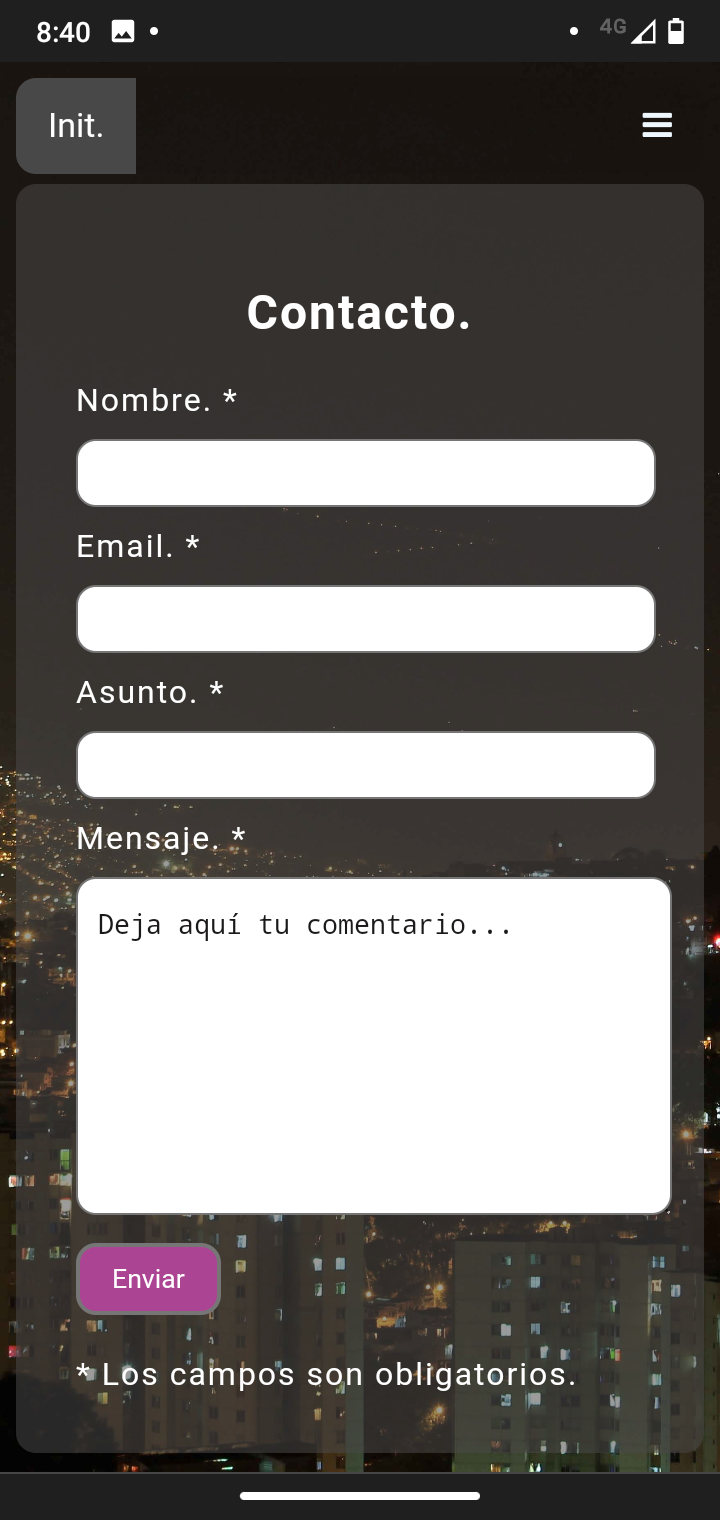 8:40
4G
Init.
Contacto.
Nombre. *
Email. *
Asunto. *
Mensaje. *
Deja aquí tu comentario...
Enviar
* Los campos son obligatorios.